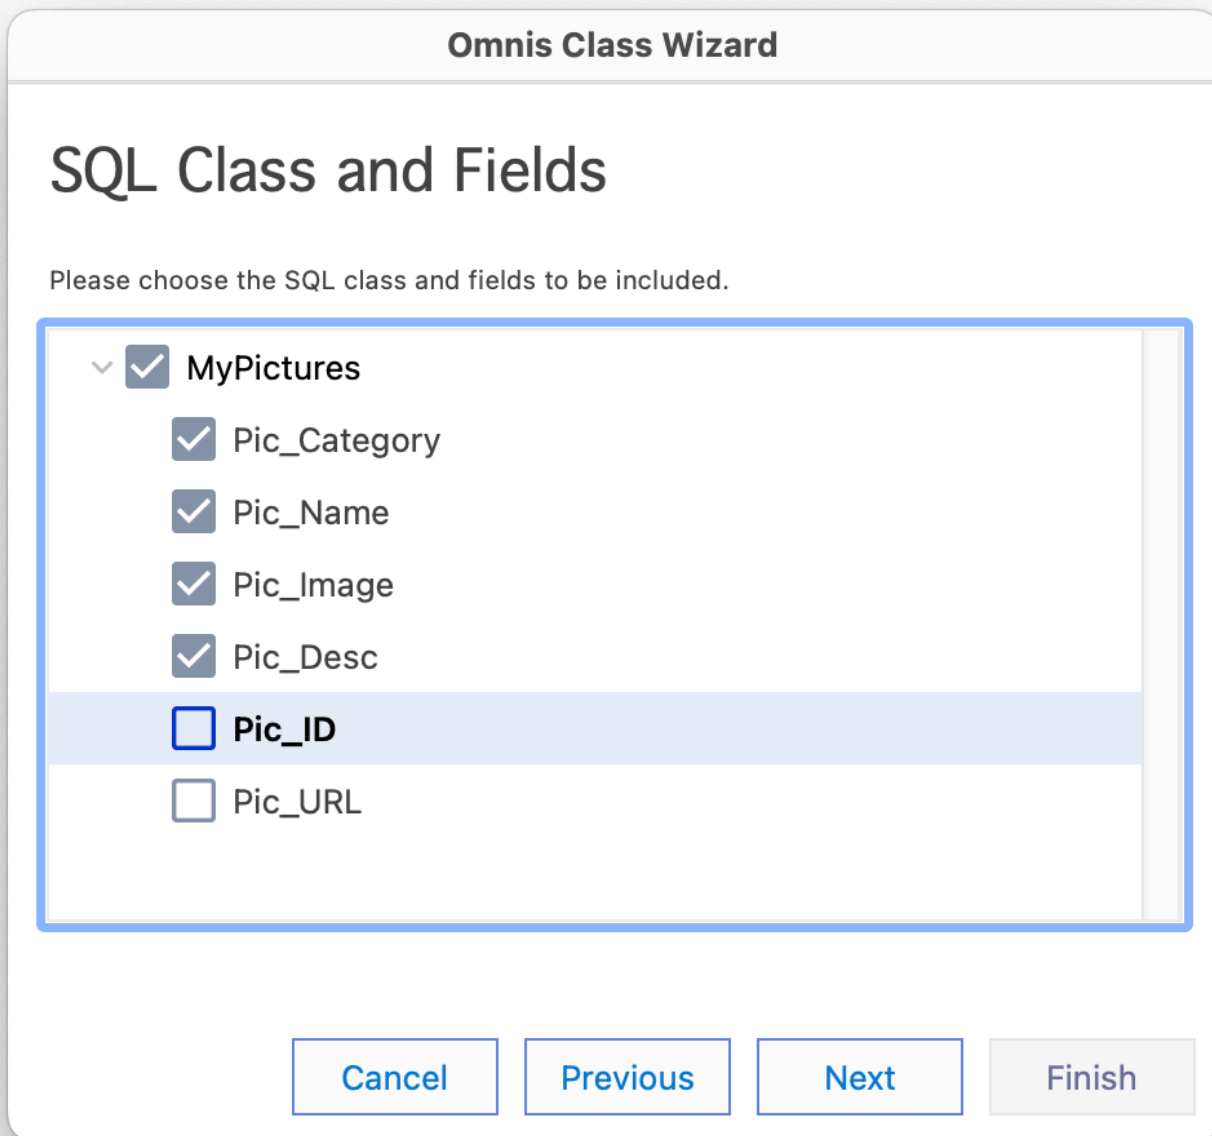 Omnis Class Wizard
SQL Class and Fields
Please choose the SQL class and fields to be included.
MyPictures
Pic_Category
Pic_Name
Pic_Image
Pic_Desc
Pic_ID
Pic_URL
Cancel Previous Next Finish